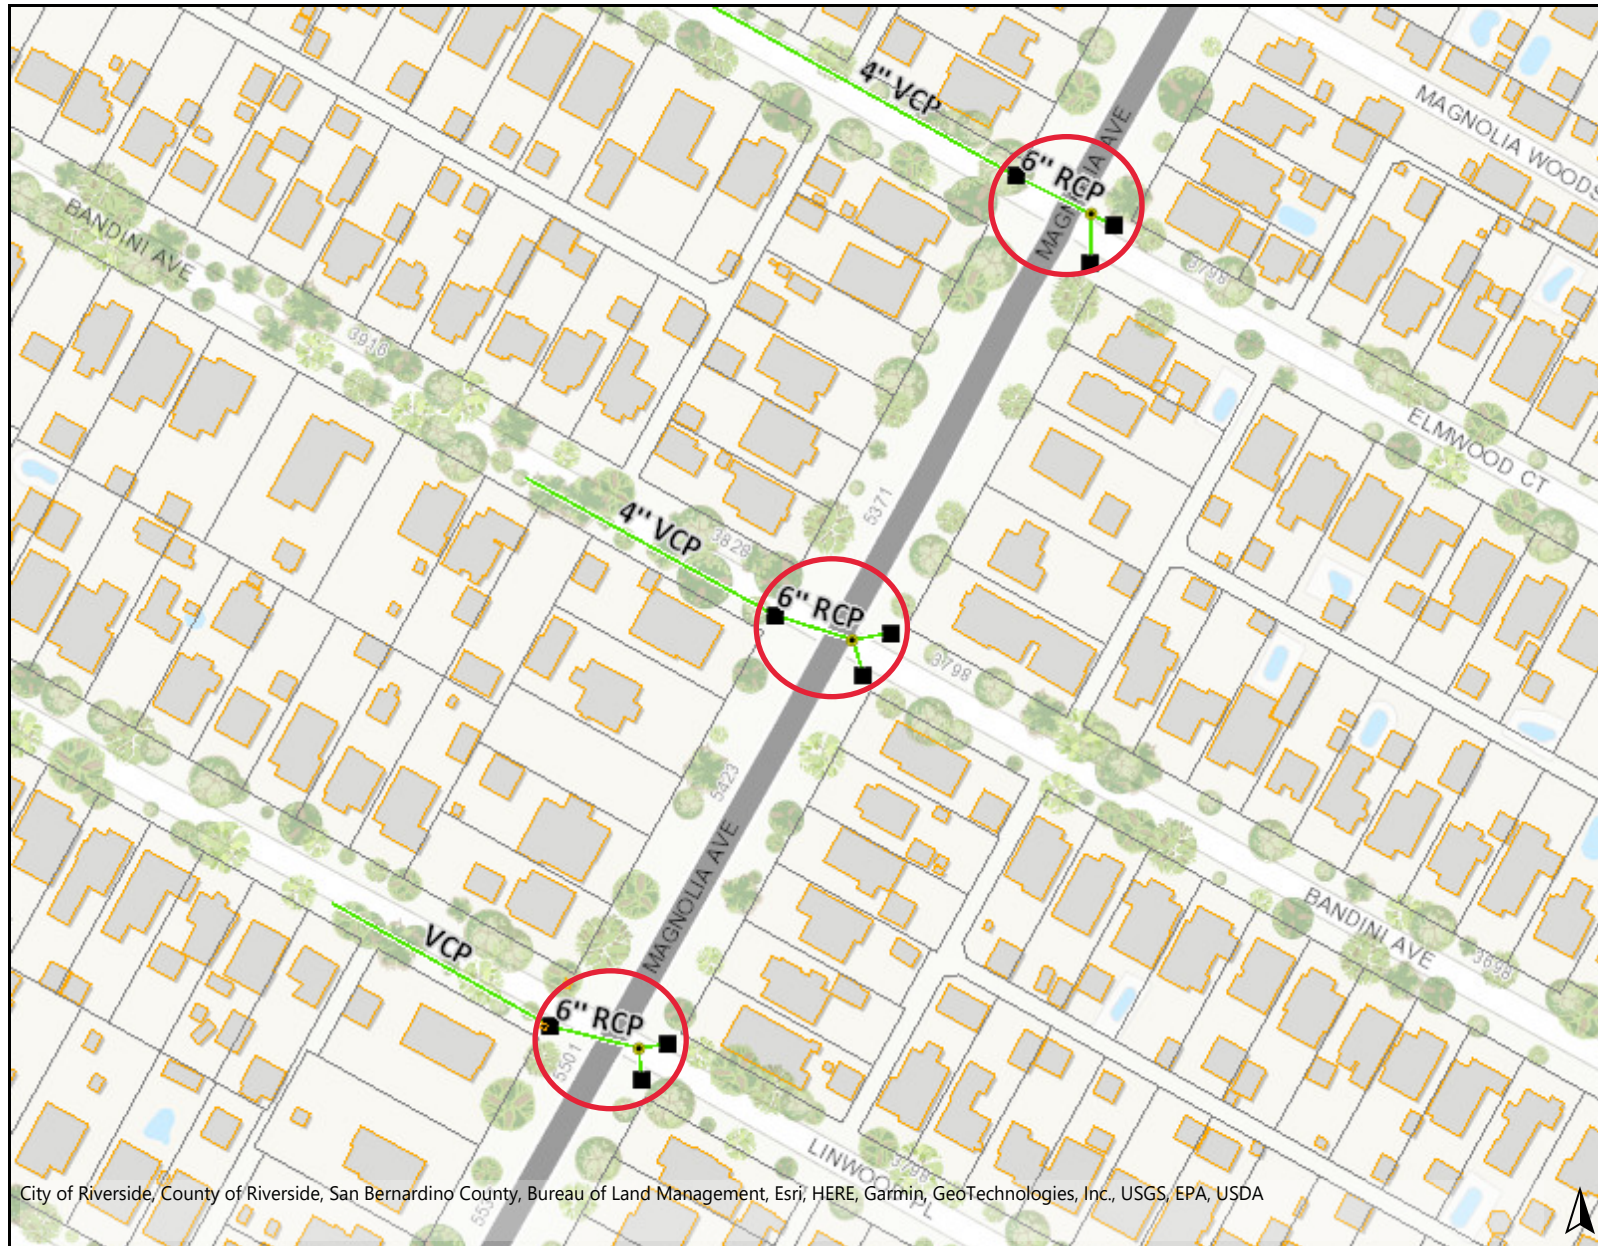 4" VCP
MAGNOLIA WOODS
MAGNOLIA AVE
6" RCP
BANDINI AVE
3798
3916
ELMWOOD CT
5371
4" VCP
3828
6" RCP
3798
5423
MAGNOLIA AVE
BANDINI AVE
3698
VCP
6" RCP
5501
LINWOOD PL
3798
City of Riverside, County of Riverside, San Bernardino County, Bureau of Land Management, Esri, HERE, Garmin, GeoTechnologies, Inc., USGS, EPA, USDA